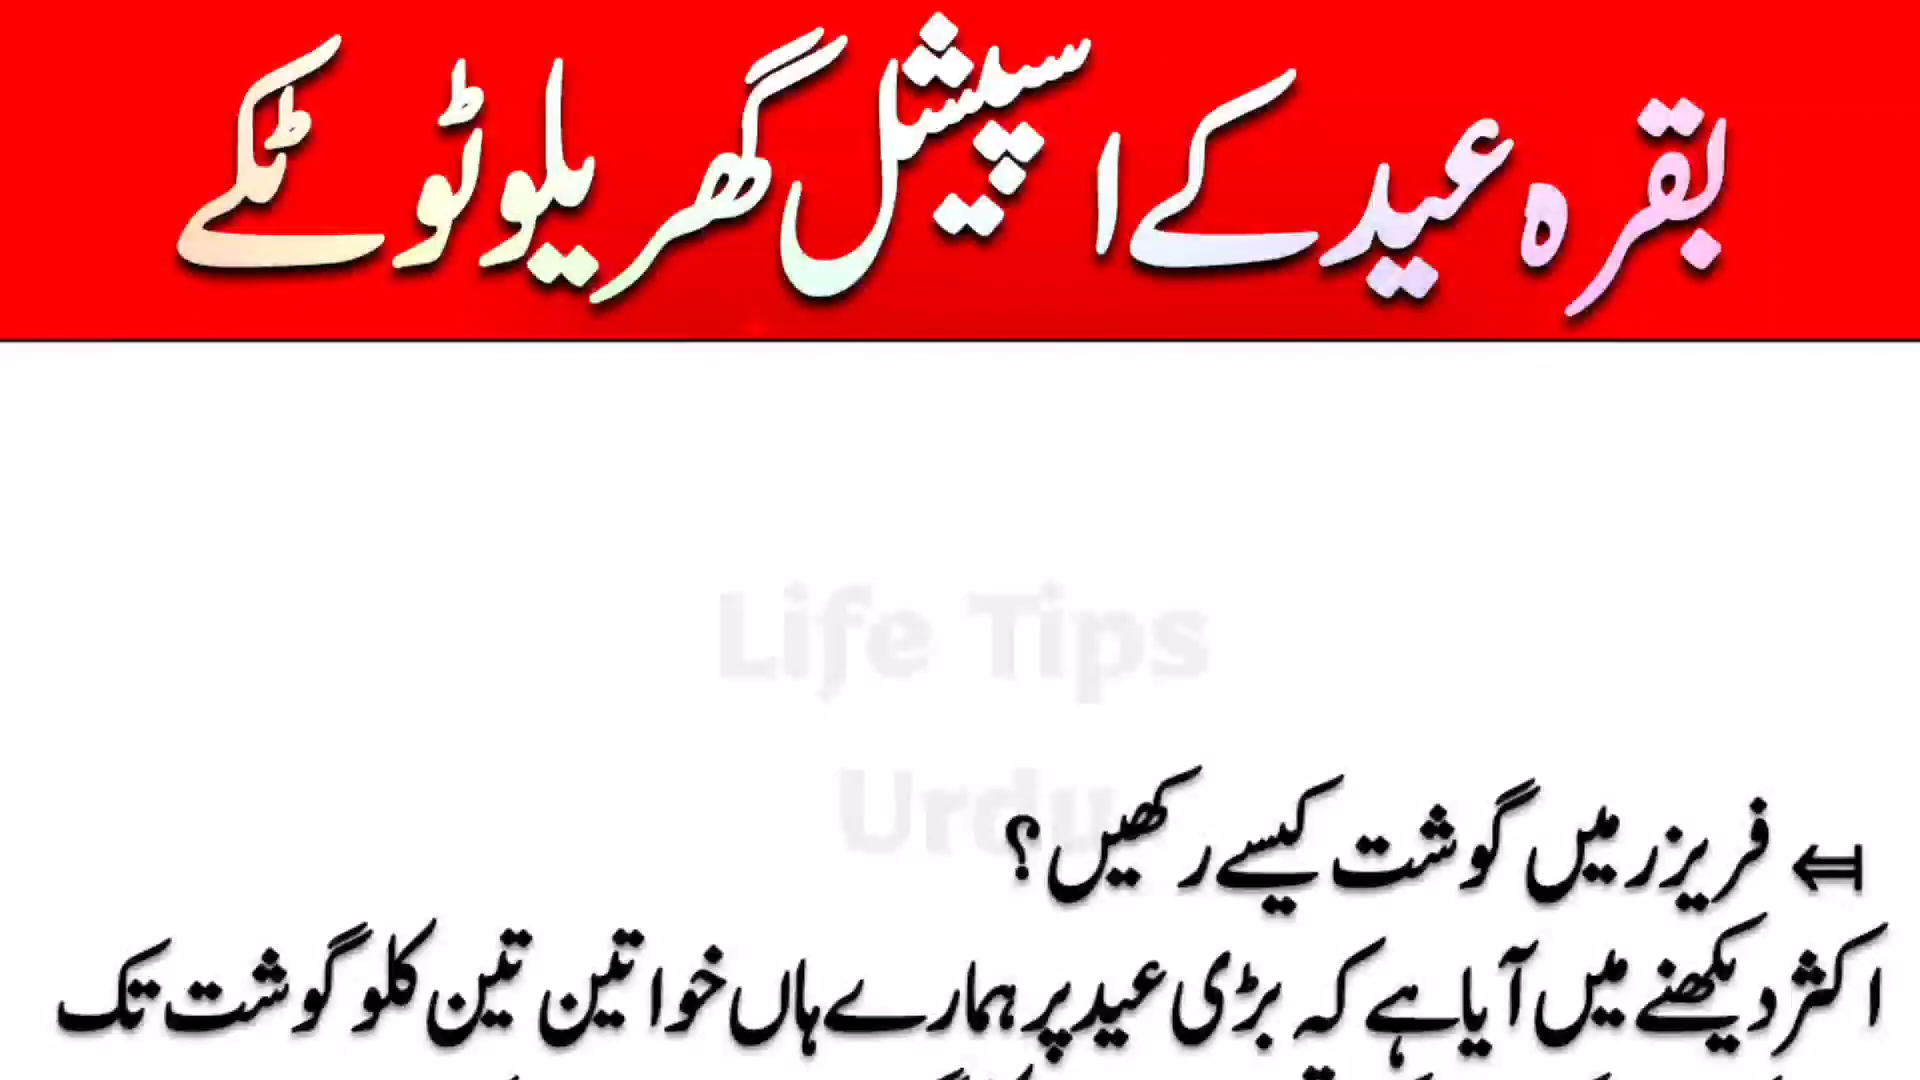 بقرہ عید کے اسپیشل گھریلو ٹوٹکے
Life Tips
Urdu
⇐ فریزر میں گوشت کیسے رکھیں؟
اکثر دیکھنے میں آیا ہے کہ بڑی عید پر ہمارے ہاں خواتین تین تین کلو گوشت تک